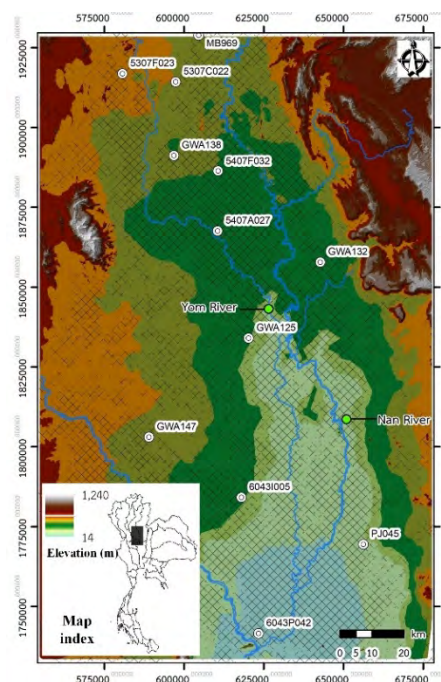 575000 600000 625000 650000 675000
1925000
MB969
5307F023
5307C022
1900000
GWA138
5407F032
1875000
5407A027
GWA132
1850000
Yom River
GWA125
1825000
Nan River
GWA147
1800000
6043I005
1,240
14
Elevation (m)
Map
index
1775000
PJ045
1750000
6043P042
km
0 5 10 20
575000 600000 625000 650000 675000